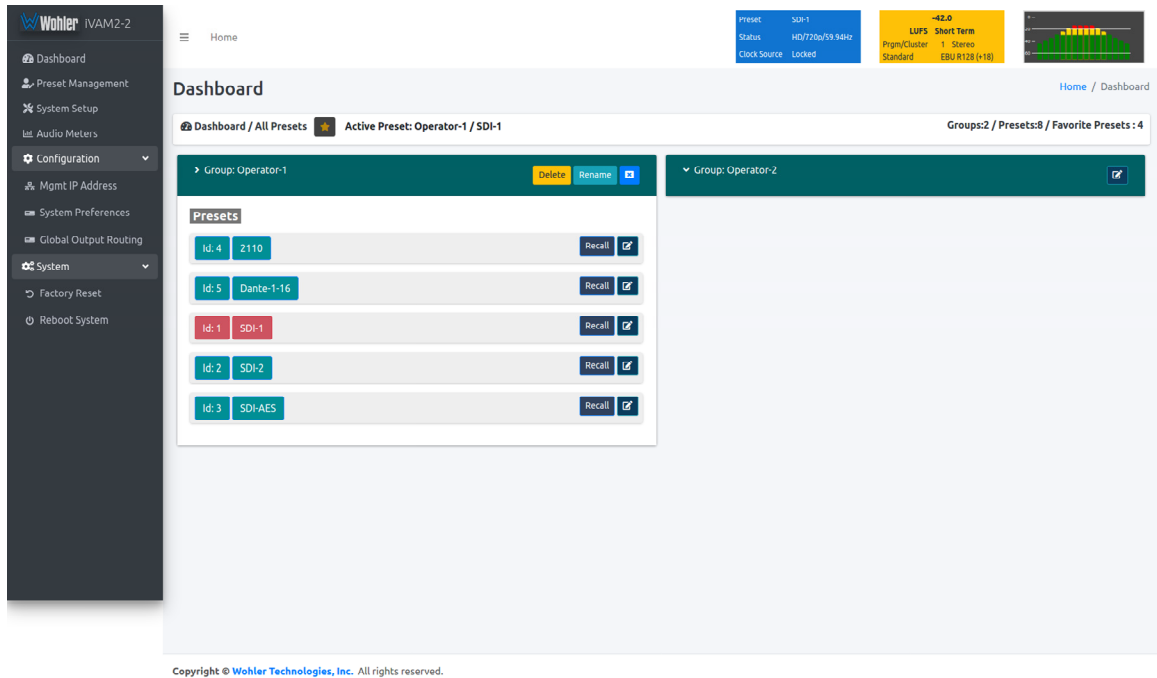 Wohler iVAM2-2
Dashboard
Preset Management
System Setup
Audio Meters
Configuration
Mgmt IP Address
System Preferences
Global Output Routing
System
Factory Reset
Reboot System
Home
Preset SDI-1
Status HD/720p/59.94Hz
Clock Source Locked
-42.0
LUFS Short Term
Prgm/Cluster 1 Stereo
Standard EBU R128 (+18)
Dashboard
Home / Dashboard
Dashboard / All Presets Active Preset: Operator-1 / SDI-1
Groups:2 / Presets:8 / Favorite Presets : 4
Group: Operator-1 Delete Rename
Presets
Id: 4 2110 Recall
Id: 5 Dante-1-16 Recall
Id: 1 SDI-1 Recall
Id: 2 SDI-2 Recall
Id: 3 SDI-AES Recall
Group: Operator-2
Copyright © Wohler Technologies, Inc. All rights reserved.